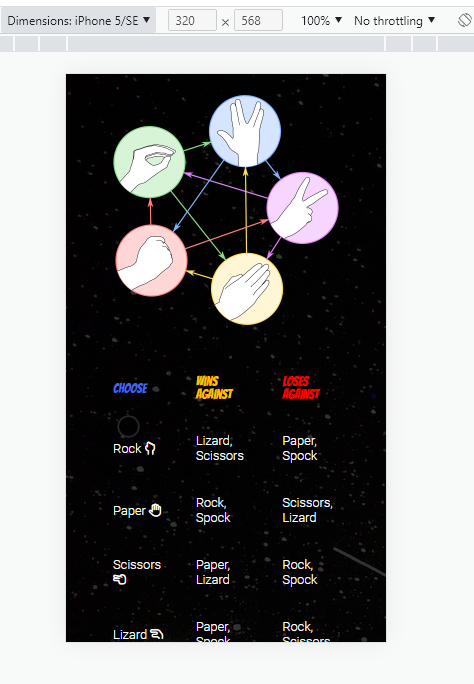 Dimensions: iPhone 5/SE ▼ 320 x 568 100% ▼ No throttling ▼
CHOOSE WINS AGAINST LOSES AGAINST
Rock Lizard, Scissors Paper, Spock
Paper Rock, Spock Scissors, Lizard
Scissors Paper, Lizard Rock, Spock
Lizard Paper, Spock Rock, Scissors